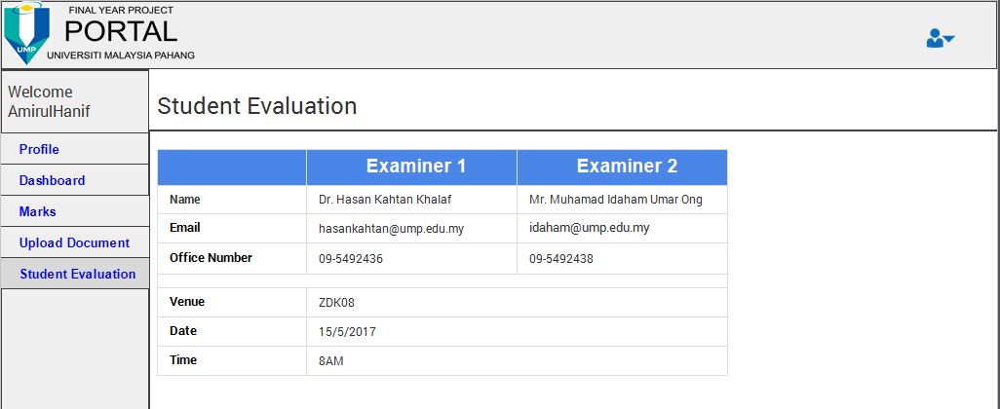 FINAL YEAR PROJECT
PORTAL
UMP
UNIVERSITI MALAYSIA PAHANG
Welcome
AmirulHanif
Profile
Dashboard
Marks
Upload Document
Student Evaluation
Student Evaluation
Examiner 1 Examiner 2
Name Dr. Hasan Kahtan Khalaf Mr. Muhamad Idaham Umar Ong
Email hasankahtan@ump.edu.my idaham@ump.edu.my
Office Number 09-5492436 09-5492438
Venue ZDK08
Date 15/5/2017
Time 8AM